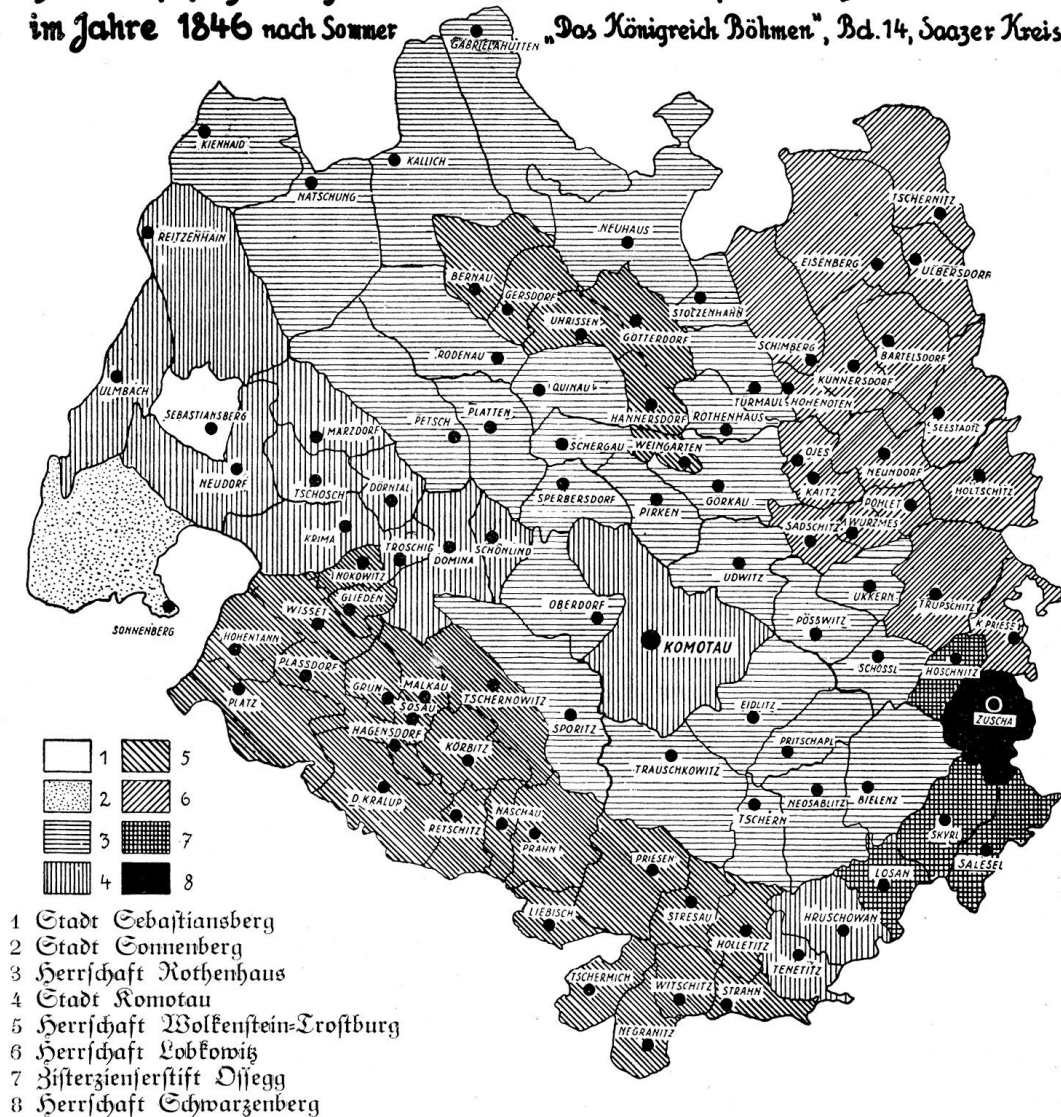 im Jahre 1846 nach Sommer „Das Königreich Böhmen", Bd. 14, Saazer Kreis
GABRIELAHÜTTEN
KIENHAID
KALLICH
NATSCHUNG
TSCHERNITZ
REITZENHAIN
NEUHAUS
EISENBERG
ULBERSDORF
BERNAU
GERSDORF
STOLZENHAHN
UHRISSEN
GÖTTERDORF
SCHIMBERG
BARTELSDORF
RODENAU
KUNNERSDORF
ULMBACH
QUINAU
TURMAUL
HOHENOFEN
SEBASTIANSBERG
MARZDORF
PETSCH
PLATTEN
HANNERSDORF
ROTHENHAUS
SEESTADTL
SCHERGAU
WEINGARTEN
OJES
NEUNDORF
NEUDORF
TSCHOSCH
DÖRNTAL
SPERBERSDORF
PIRKEN
GÖRKAU
KAITZ
HOLTSCHITZ
POHLET
KRIMA
TROSCHIG
DOMINA
SCHÖNLIND
SADSCHITZ
WURZMES
NOKOWITZ
UDWITZ
UKKERN
TRUPSCHITZ
GLIEDEN
OBERDORF
SONNENBERG
WISSET
PÖSSWITZ
K. PRIESEN
HOHENTANN
KOMOTAU
PLASSDORF
SCHÖSSL
HOSCHNITZ
PLATZ
GRÜN
MALKAU
SOSAU
TSCHERNOWITZ
EIDLITZ
ZUSCHA
HAGENSDORF
SPORITZ
PRITSCHAPL
KÖRBITZ
TRAUSCHKOWITZ
D. KRALUP
NEOSABLITZ
BIELENZ
RETSCHITZ
NASCHAU
TSCHERN
SKYRL
PRAHN
SALESEL
PRIESEN
LOSAN
LIEBISCH
STRESAU
HRUSCHOWAN
HOLLETITZ
TENETITZ
TSCHERMICH
WITSCHITZ
STRAHN
NEGRANITZ
1 5
2 6
3 7
4 8
1 Stadt Sebastiansberg
2 Stadt Sonnenberg
3 Herrschaft Rothenhaus
4 Stadt Komotau
5 Herrschaft Wolkenstein=Trostburg
6 Herrschaft Lobkowitz
7 Zisterzienserstift Ossegg
8 Herrschaft Schwarzenberg